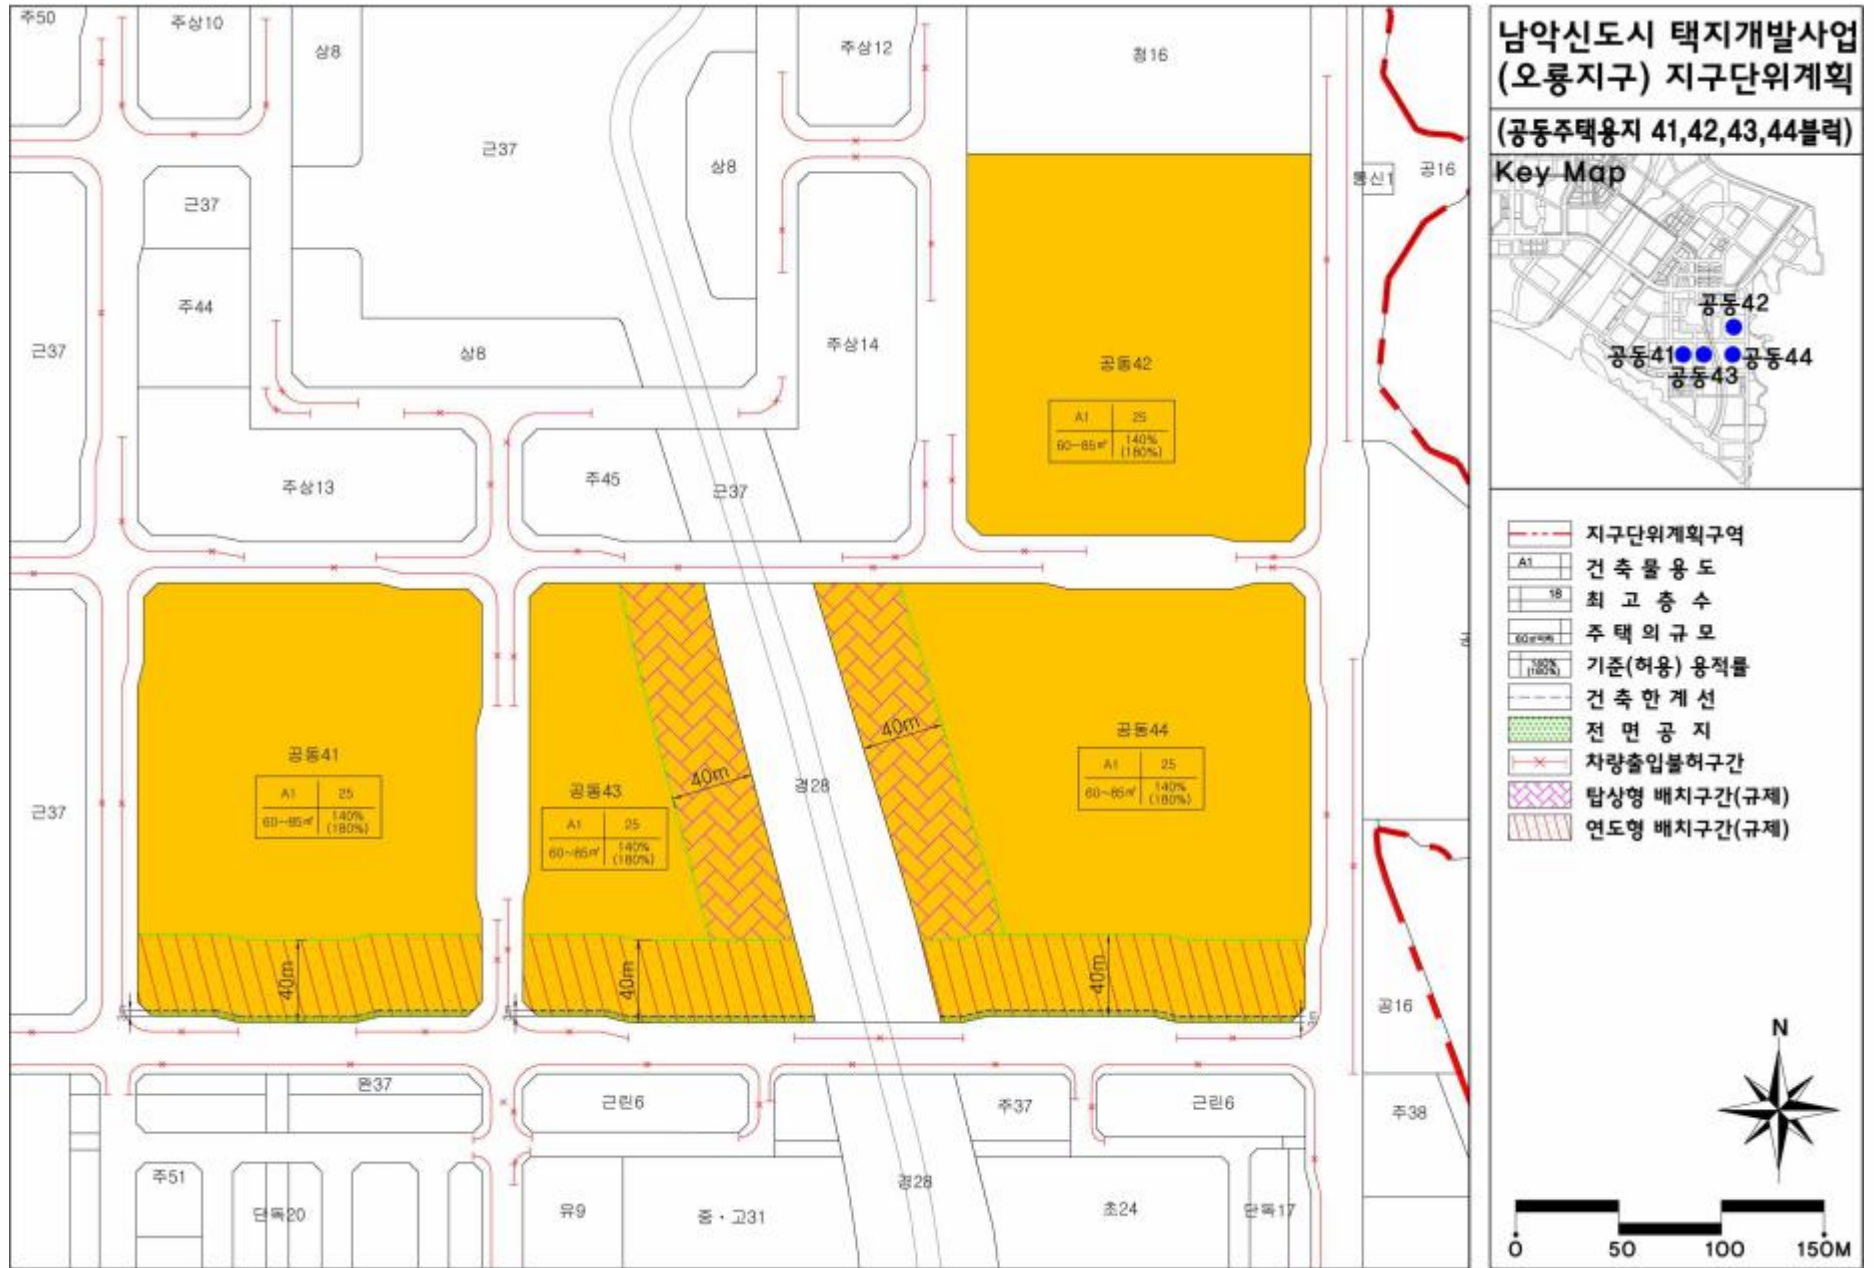 남악신도시 택지개발사업
(오룡지구) 지구단위계획
(공동주택용지 41,42,43,44블럭)
Key Map
공동42
공동41
공동43
공동44
지구단위계획구역
A1
건축물용도
18
최고층수
주택의규모
180%
(180%)
기준(허용) 용적률
건축한계선
전면공지
차량출입불허구간
탑상형 배치구간(규제)
연도형 배치구간(규제)
N
0 50 100 150M
주50
주상10
상8
주상12
청16
근37
상8
통신1
공16
근37
주44
근37
상8
주상14
공동42
A1 25
60~85㎡ 140%
(180%)
주상13
주45
근37
공동41
A1 25
60~85㎡ 140%
(180%)
공동43
A1 25
60~85㎡ 140%
(180%)
40m
40m
경28
공동44
A1 25
60~85㎡ 140%
(180%)
근37
40m
40m
40m
3m
3m
3m
공16
완37
근린6
주37
근린6
주38
주51
단독20
유9
중·고31
경28
초24
단독17